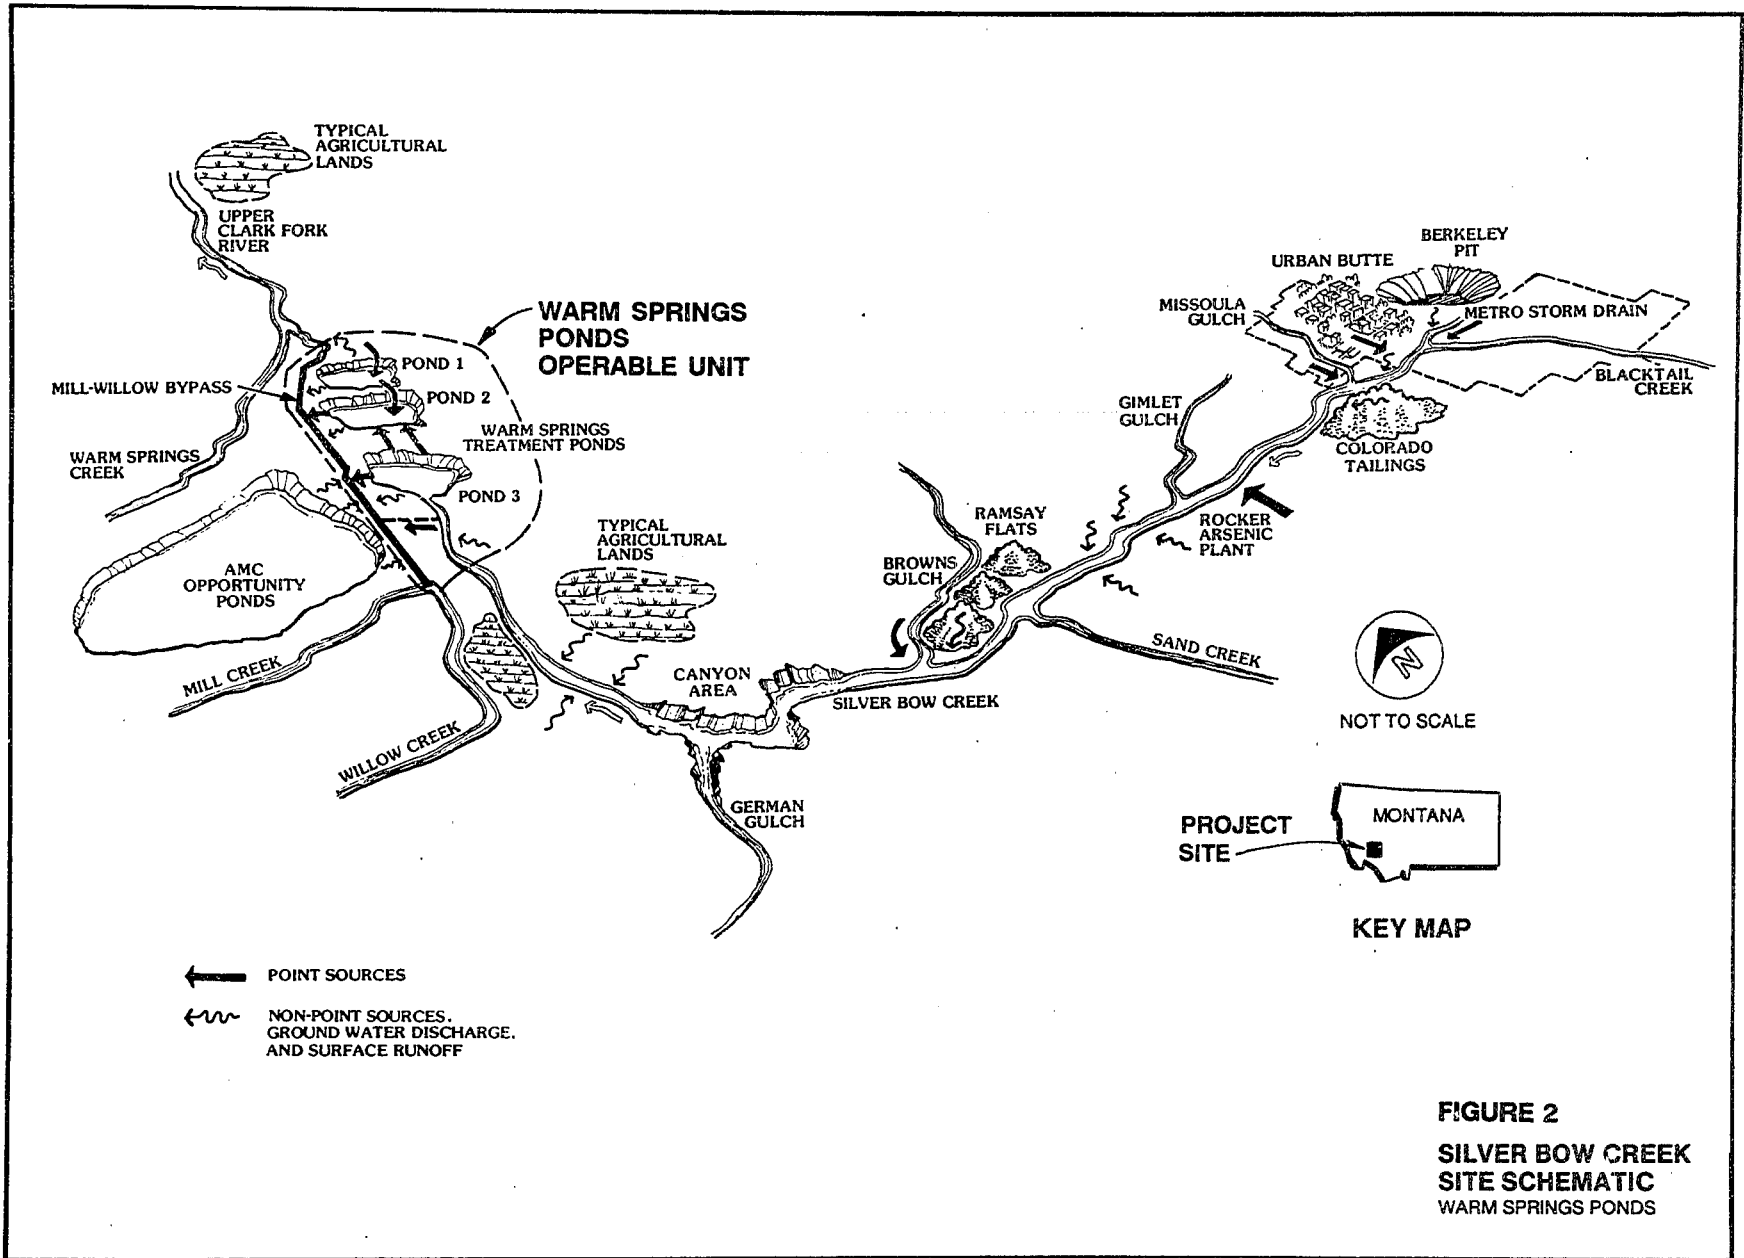 TYPICAL
AGRICULTURAL
LANDS
UPPER
CLARK FORK
RIVER
WARM SPRINGS
PONDS
OPERABLE UNIT
POND 1
MILL-WILLOW BYPASS
POND 2
WARM SPRINGS
TREATMENT PONDS
WARM SPRINGS
CREEK
POND 3
AMC
OPPORTUNITY
PONDS
MILL CREEK
WILLOW CREEK
TYPICAL
AGRICULTURAL
LANDS
CANYON
AREA
GERMAN
GULCH
SILVER BOW CREEK
BROWNS
GULCH
RAMSAY
FLATS
SAND CREEK
ROCKER
ARSENIC
PLANT
GIMLET
GULCH
COLORADO
TAILINGS
MISSOULA
GULCH
URBAN BUTTE
BERKELEY
PIT
METRO STORM DRAIN
BLACKTAIL
CREEK
N
NOT TO SCALE
MONTANA
PROJECT
SITE
KEY MAP
POINT SOURCES
NON-POINT SOURCES.
GROUND WATER DISCHARGE.
AND SURFACE RUNOFF
FIGURE 2
SILVER BOW CREEK
SITE SCHEMATIC
WARM SPRINGS PONDS